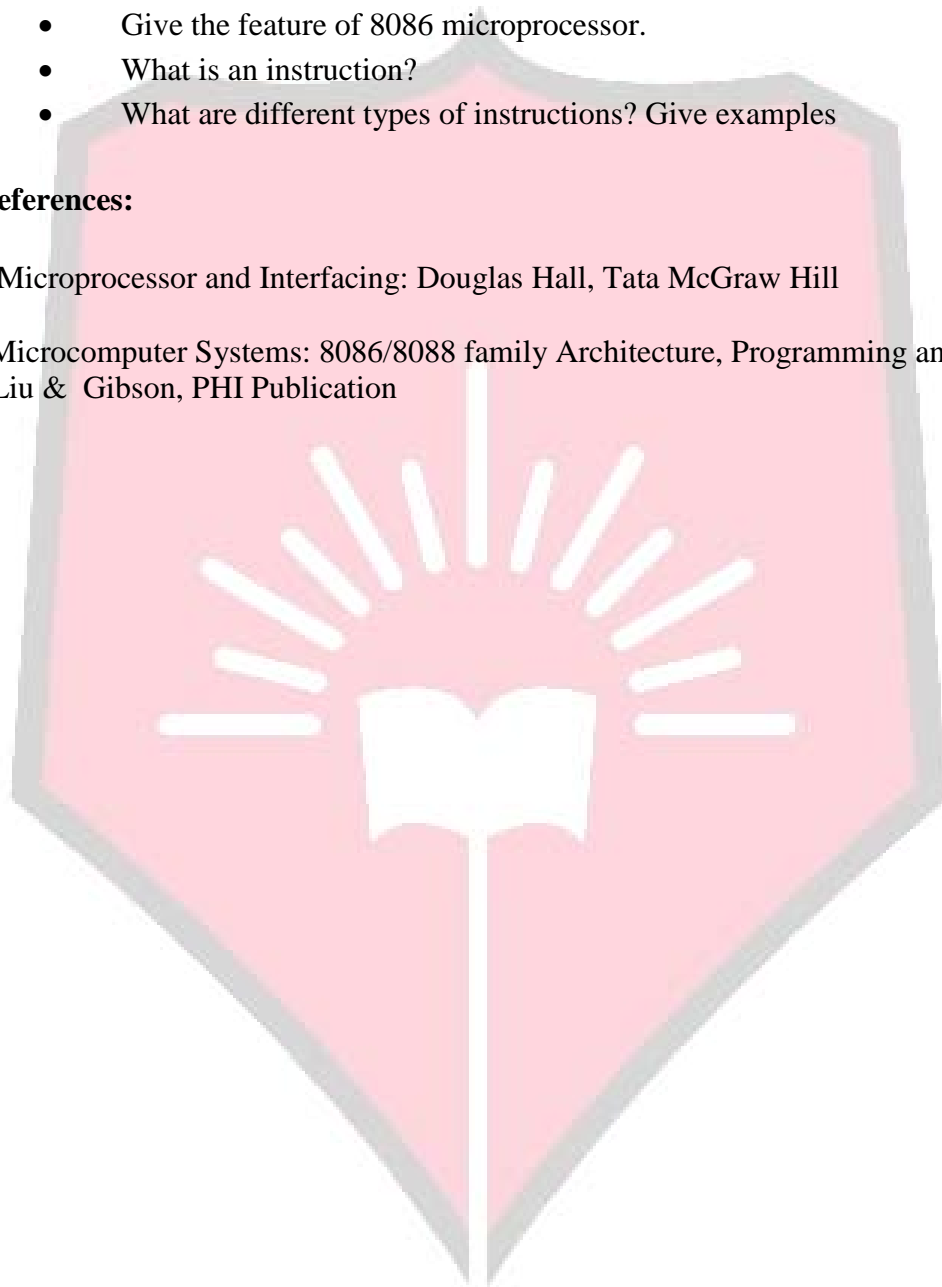 • Give the feature of 8086 microprocessor.
• What is an instruction?
• What are different types of instructions? Give examples
eferences:
Microprocessor and Interfacing: Douglas Hall, Tata McGraw Hill
Microcomputer Systems: 8086/8088 family Architecture, Programming an
Liu & Gibson, PHI Publication